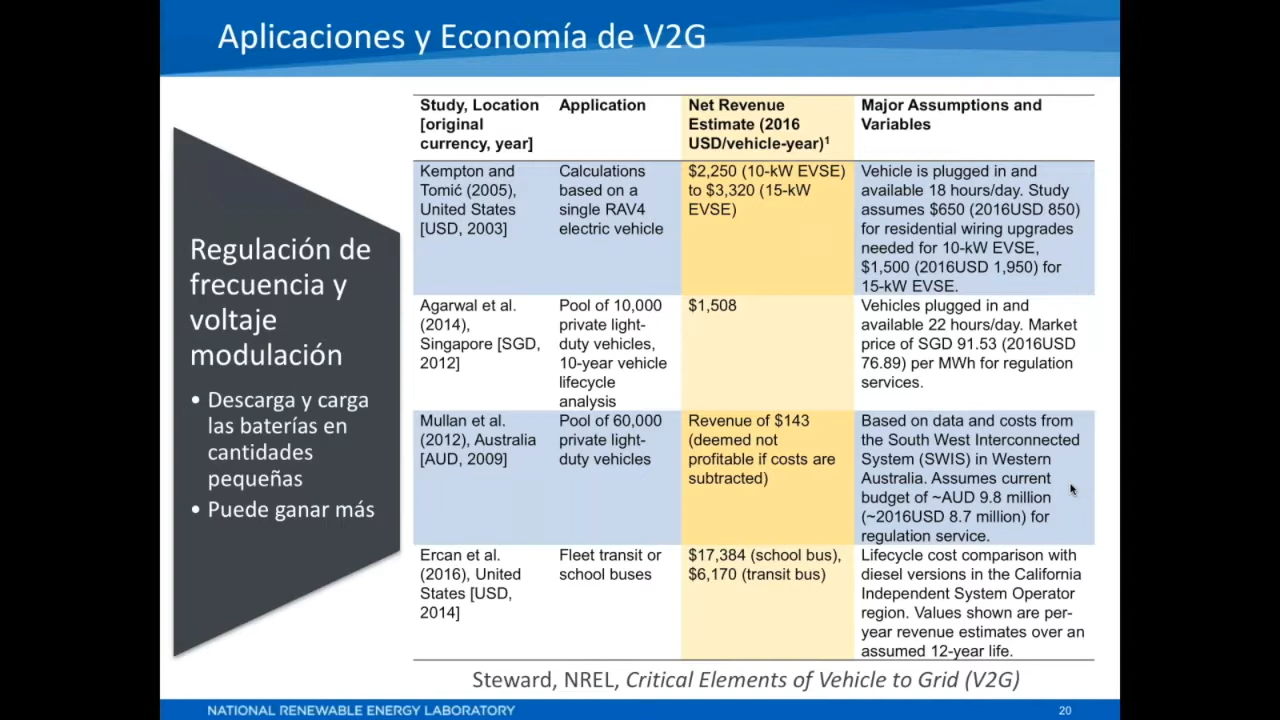 Aplicaciones y Economía de V2G
Regulación de
frecuencia y
voltaje
modulación
• Descarga y carga
las baterías en
cantidades
pequeñas
• Puede ganar más
Study, Location
[original
currency, year]
Application
Net Revenue
Estimate (2016
USD/vehicle-year)¹
Major Assumptions and
Variables
Kempton and
Tomić (2005),
United States
[USD, 2003]
Calculations
based on a
single RAV4
electric vehicle
$2,250 (10-kW EVSE)
to $3,320 (15-kW
EVSE)
Vehicle is plugged in and
available 18 hours/day. Study
assumes $650 (2016USD 850)
for residential wiring upgrades
needed for 10-kW EVSE,
$1,500 (2016USD 1,950) for
15-kW EVSE.
Agarwal et al.
(2014),
Singapore [SGD,
2012]
Pool of 10,000
private light-
duty vehicles,
10-year vehicle
lifecycle
analysis
$1,508
Vehicles plugged in and
available 22 hours/day. Market
price of SGD 91.53 (2016USD
76.89) per MWh for regulation
services.
Mullan et al.
(2012), Australia
[AUD, 2009]
Pool of 60,000
private light-
duty vehicles
Revenue of $143
(deemed not
profitable if costs are
subtracted)
Based on data and costs from
the South West Interconnected
System (SWIS) in Western
Australia. Assumes current
budget of ~AUD 9.8 million
(~2016USD 8.7 million) for
regulation service.
Ercan et al.
(2016), United
States [USD,
2014]
Fleet transit or
school buses
$17,384 (school bus),
$6,170 (transit bus)
Lifecycle cost comparison with
diesel versions in the California
Independent System Operator
region. Values shown are per-
year revenue estimates over an
assumed 12-year life.
Steward, NREL, Critical Elements of Vehicle to Grid (V2G)
NATIONAL RENEWABLE ENERGY LABORATORY
20